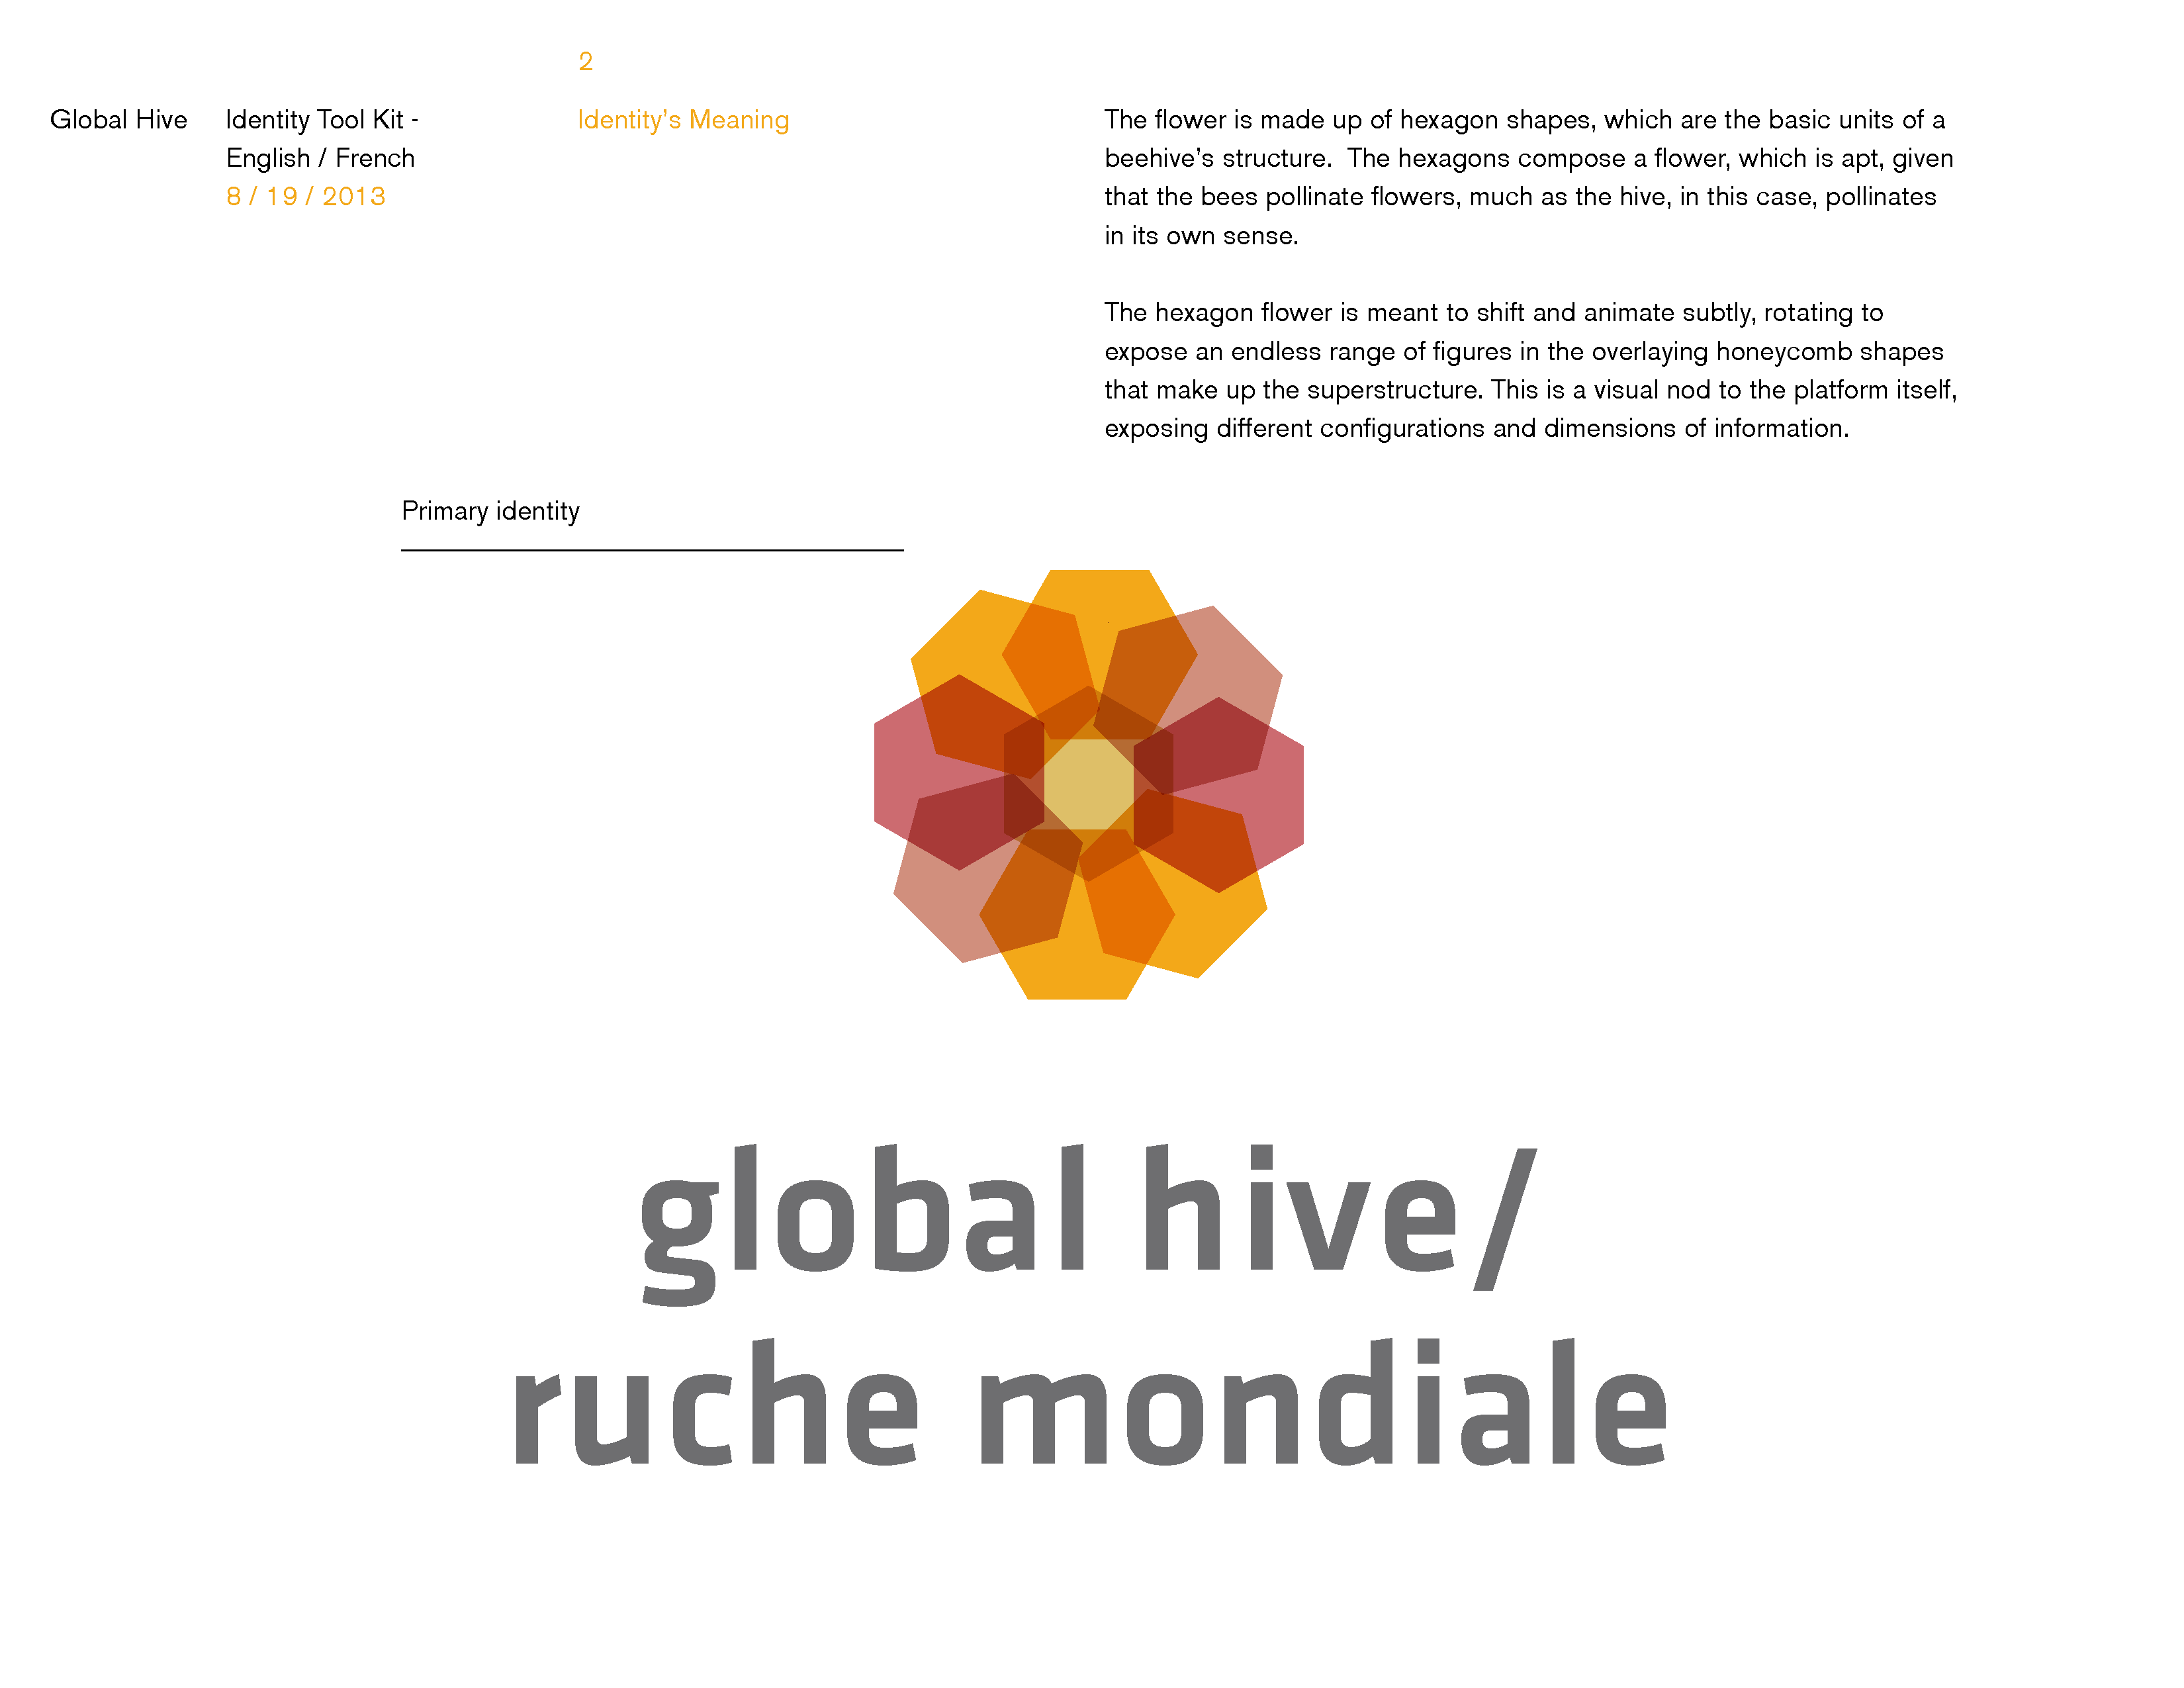 2
Global Hive
Identity Tool Kit -
English / French
8 / 19 / 2013
Identity’s Meaning
The flower is made up of hexagon shapes, which are the basic units of a
beehive’s structure.  The hexagons compose a flower, which is apt, given
that the bees pollinate flowers, much as the hive, in this case, pollinates
in its own sense.
The hexagon flower is meant to shift and animate subtly, rotating to
expose an endless range of figures in the overlaying honeycomb shapes
that make up the superstructure. This is a visual nod to the platform itself,
exposing different configurations and dimensions of information.
Primary identity
global hive/
ruche mondiale